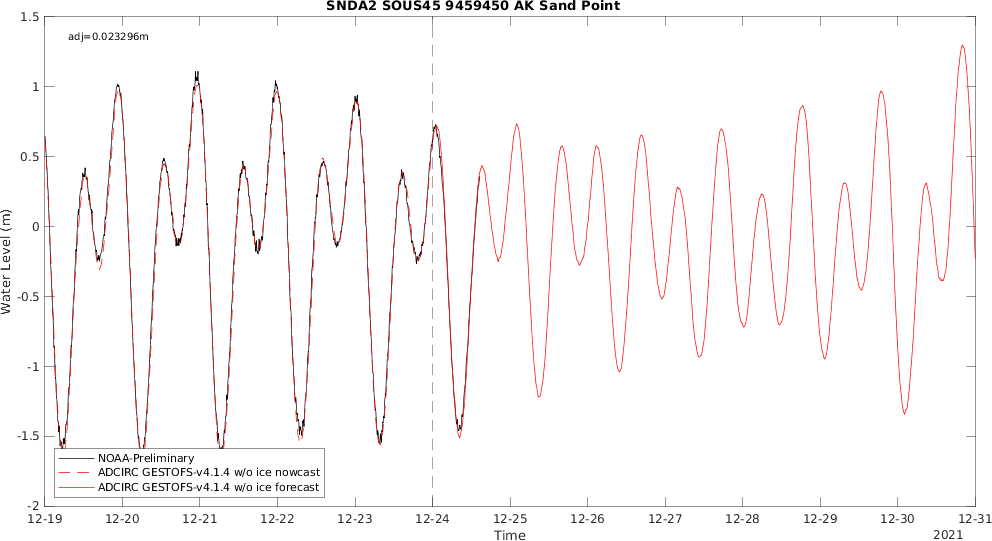 SNDA2 SOUS45 9459450 AK Sand Point
adj=0.023296m
1.5
1
0.5
0
-0.5
-1
-1.5
-2
Water Level (m)
NOAA-Preliminary
ADCIRC GESTOFS-v4.1.4 w/o ice nowcast
ADCIRC GESTOFS-v4.1.4 w/o ice forecast
12-19 12-20 12-21 12-22 12-23 12-24 12-25 12-26 12-27 12-28 12-29 12-30 12-31
Time
2021